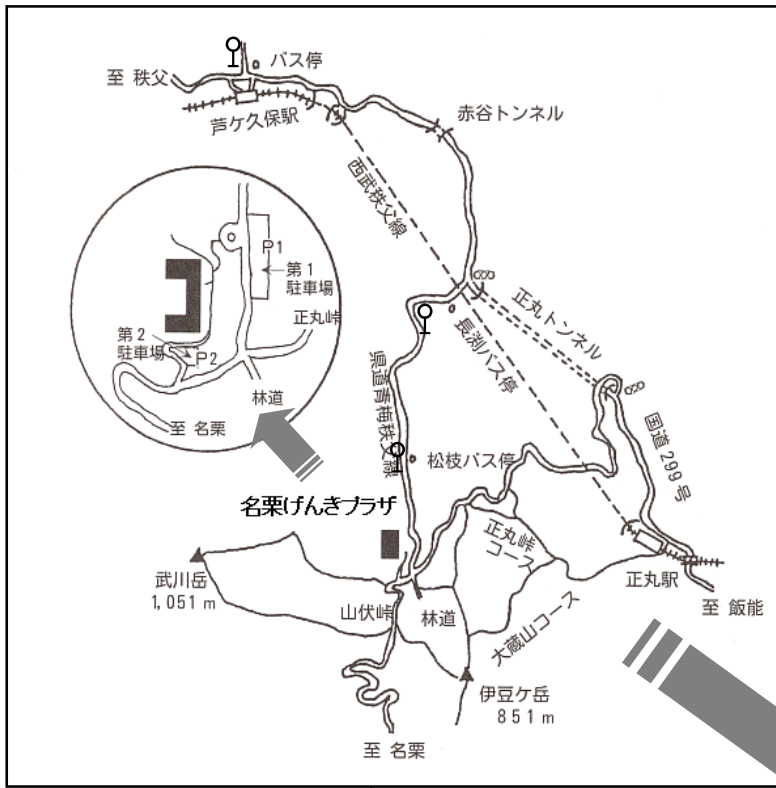 バス停
至 秩父
芦ケ久保駅
赤谷トンネル
西武秩父線
P1
第1
駐車場
正丸峠
第2
駐車場
P2
林道
至 名栗
正丸トンネル
長渕バス停
県道青梅秩父線
国道299号
松枝バス停
名栗げんきプラザ
正丸峠
コース
武川岳
1,051m
正丸駅
至 飯能
山伏峠
林道
大蔵山コース
伊豆ケ岳
851m
至 名栗